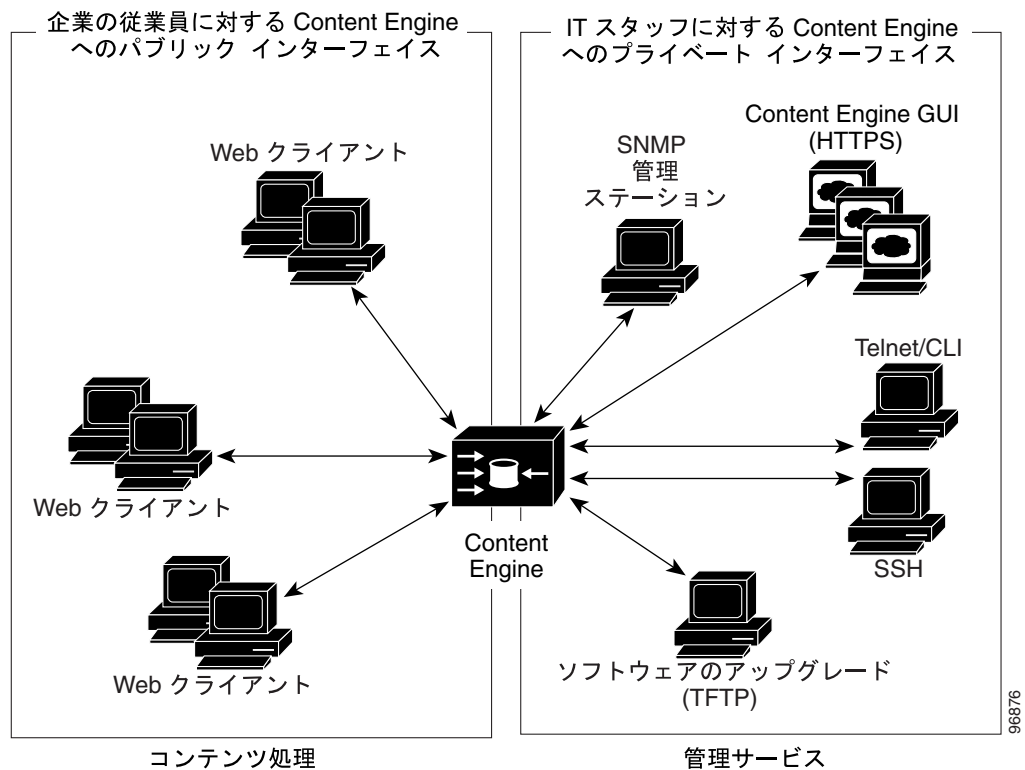 企業の従業員に対する Content Engine
へのパブリック インターフェイス
IT スタッフに対する Content Engine
へのプライベート インターフェイス
Web クライアント
SNMP
管理
ステーション
Content Engine GUI
(HTTPS)
Telnet/CLI
Web クライアント
Content
Engine
SSH
Web クライアント
ソフトウェアのアップグレード
(TFTP)
96876
コンテンツ処理
管理サービス